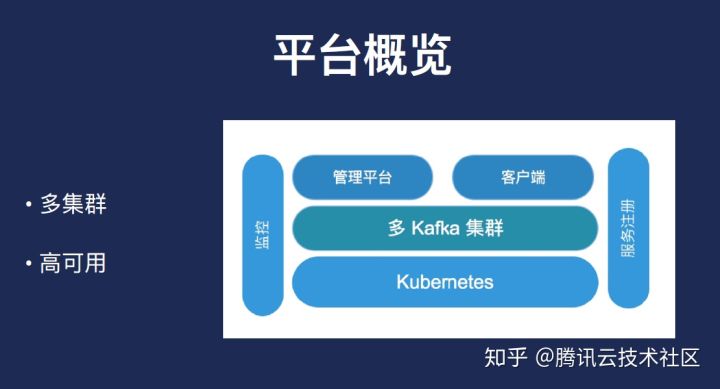 平台概览
• 多集群
• 高可用
监控
管理平台
客户端
多 Kafka 集群
Kubernetes
服务注册
知乎 @腾讯云技术社区